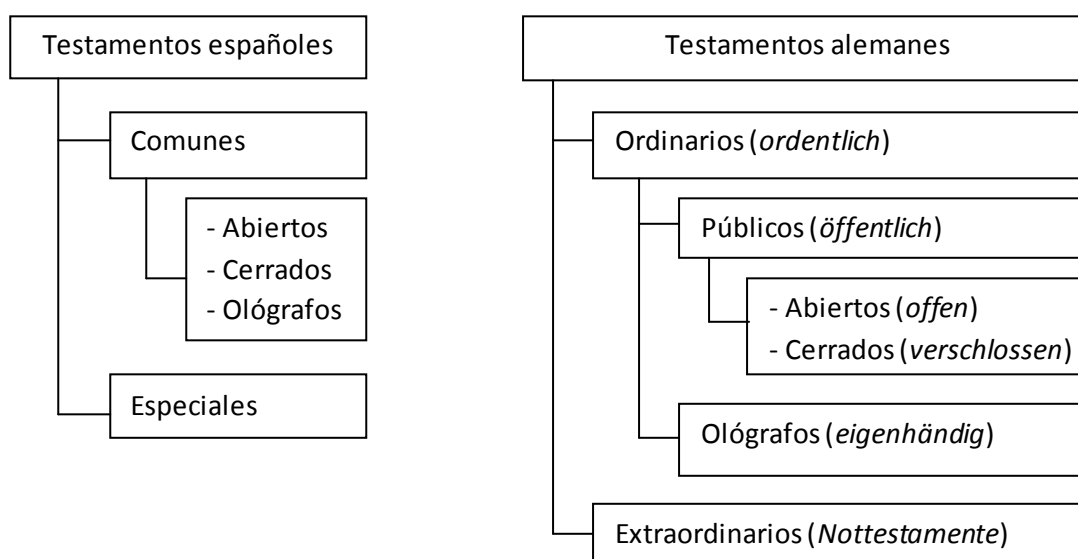 Testamentos españoles
Comunes
- Abiertos
- Cerrados
- Ológrafos
Especiales
Testamentos alemanes
Ordinarios (ordentlich)
Públicos (öffentlich)
- Abiertos (offen)
- Cerrados (verschlossen)
Ológrafos (eigenhändig)
Extraordinarios (Nottestamente)